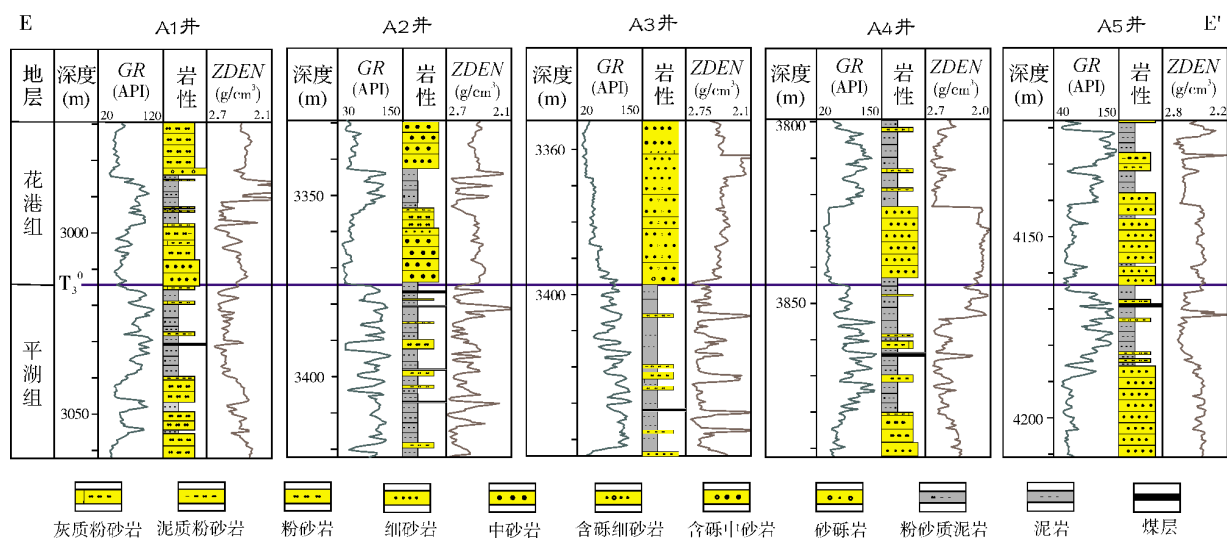 E A1井 A2井 A3井 A4井 A5井 E'
地层 深度(m) GR(API) 20 120 岩性 ZDEN(g/cm³) 2.7 2.1
深度(m) GR(API) 30 150 岩性 ZDEN(g/cm³) 2.7 2.1
深度(m) GR(API) 20 150 岩性 ZDEN(g/cm³) 2.75 2.1
深度(m) GR(API) 20 150 岩性 ZDEN(g/cm³) 2.7 2.0
深度(m) GR(API) 40 150 岩性 ZDEN(g/cm³) 2.8 2.2
花港组
T₃⁰
平湖组
3000
3050
3350
3400
3360
3400
3800
3850
4150
4200
灰质粉砂岩 泥质粉砂岩 粉砂岩 细砂岩 中砂岩 含砾细砂岩 含砾中砂岩 砂砾岩 粉砂质泥岩 泥岩 煤层